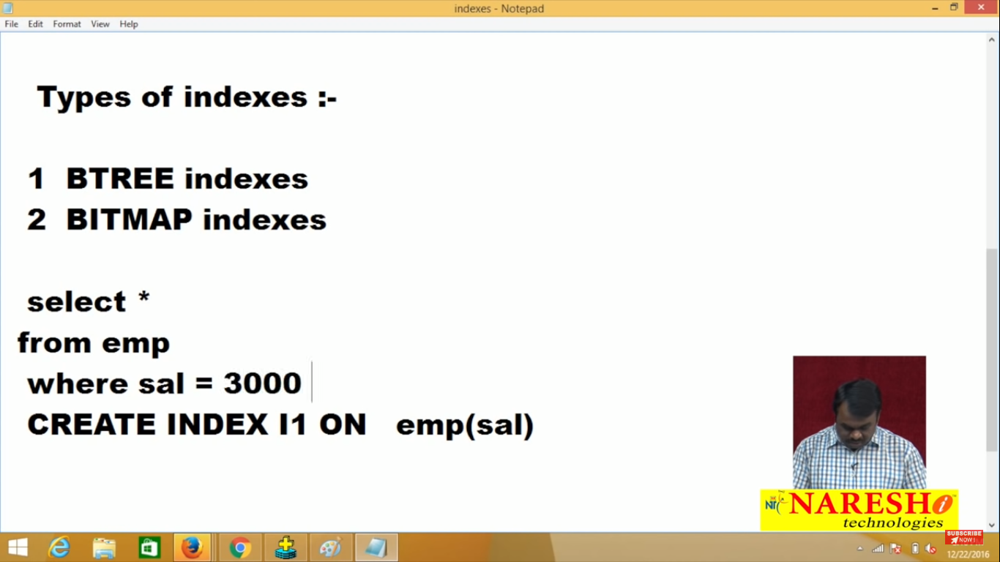 indexes - Notepad
File Edit Format View Help
Types of indexes :-
1 BTREE indexes
2 BITMAP indexes
select *
from emp
where sal = 3000
CREATE INDEX I1 ON emp(sal)
NARESH i
technologies
SUBSCRIBE
NOW !
12/22/2016